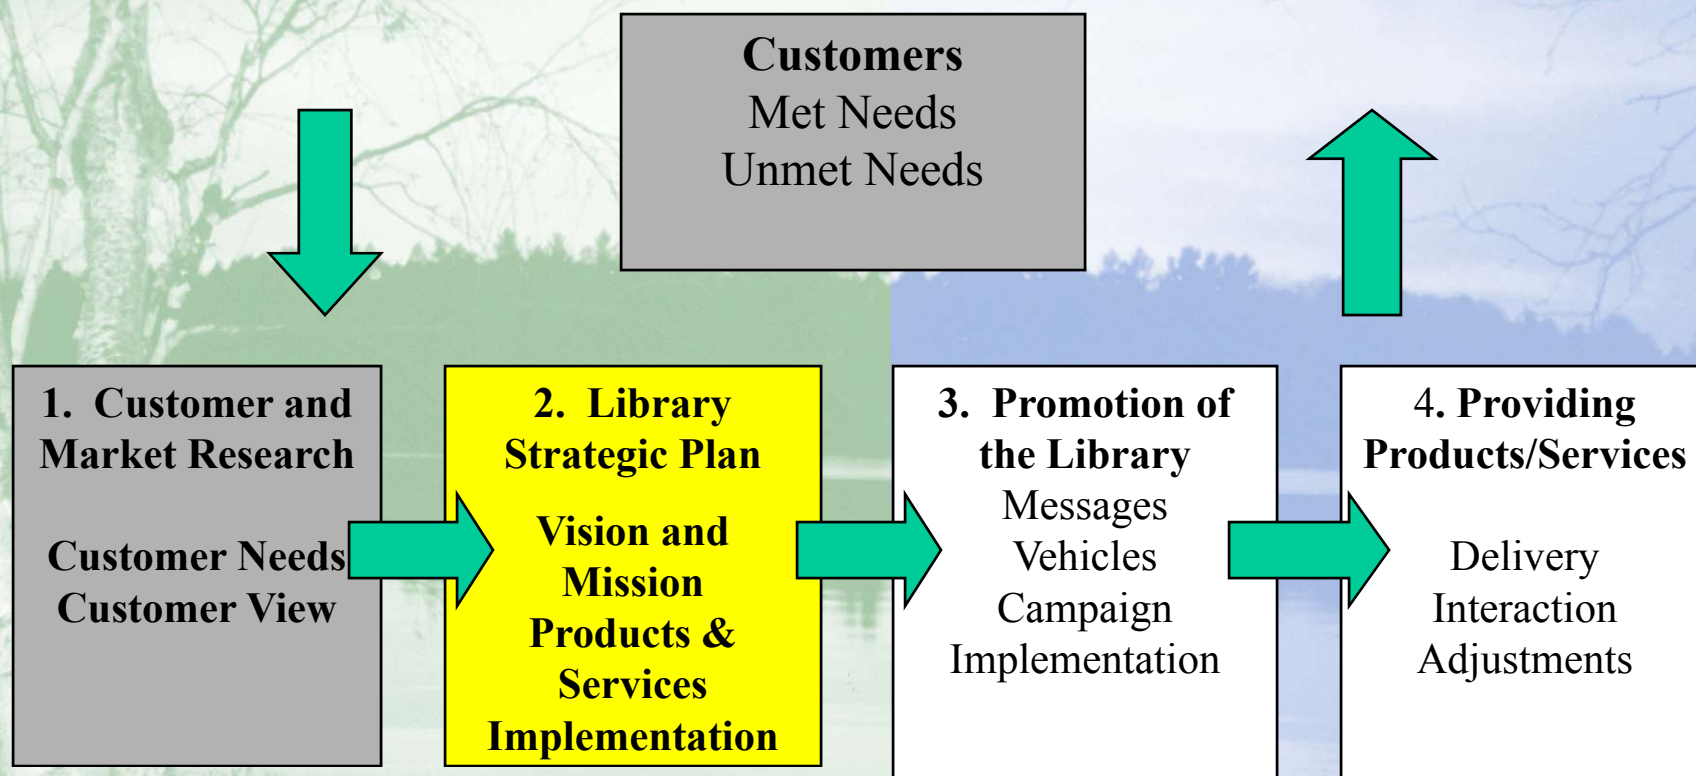 Customers
Met Needs
Unmet Needs
1. Customer and
Market Research
Customer Needs
Customer View
2. Library
Strategic Plan
Vision and
Mission
Products &
Services
Implementation
3. Promotion of
the Library
Messages
Vehicles
Campaign
Implementation
4. Providing
Products/Services
Delivery
Interaction
Adjustments